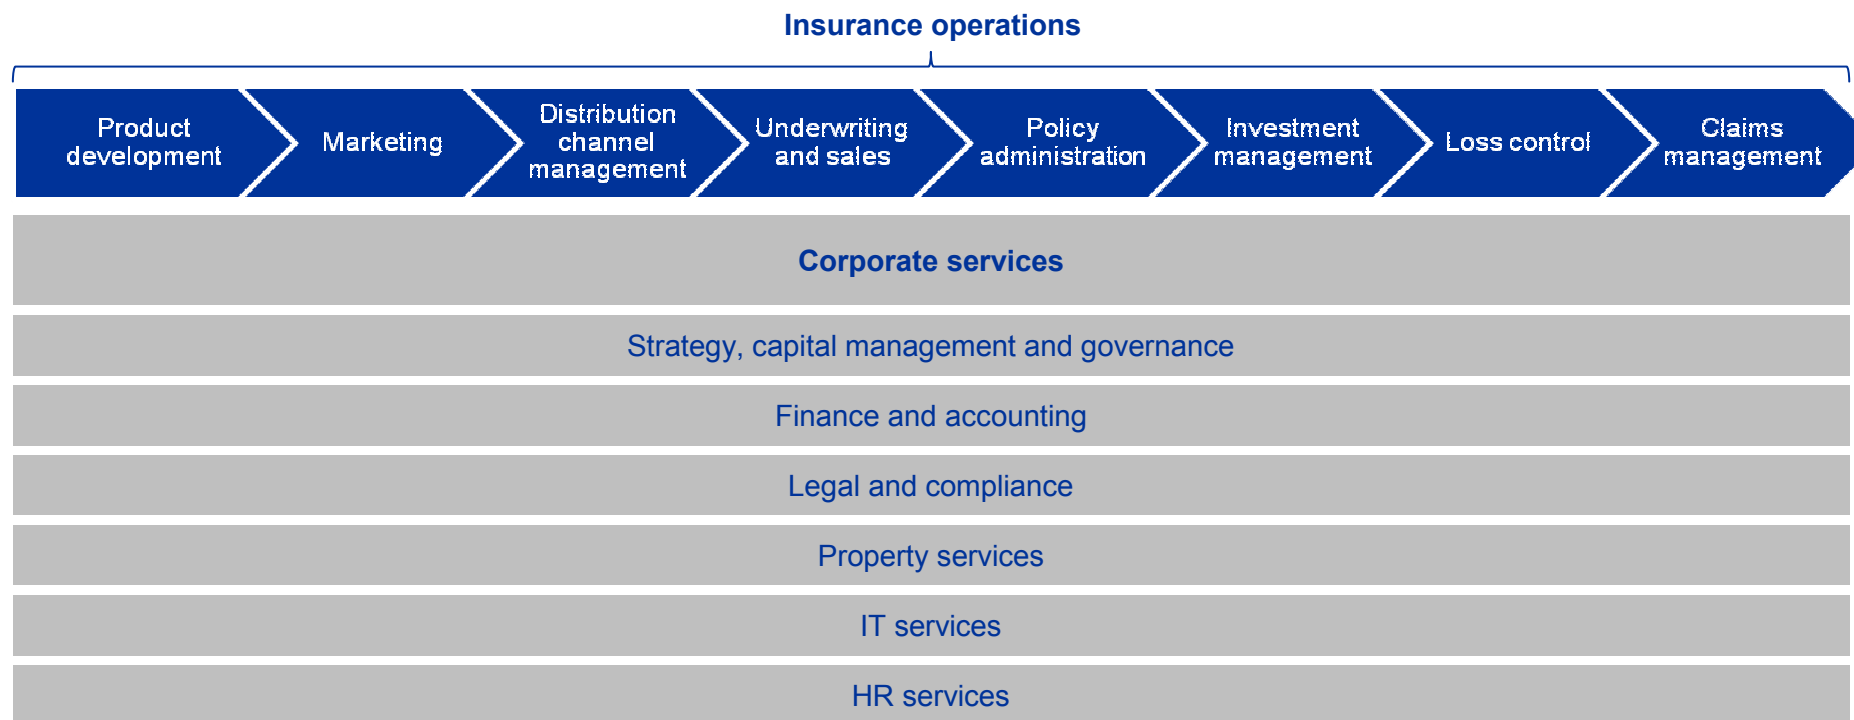 Insurance operations
Product
development
Marketing
Distribution
channel
management
Underwriting
and sales
Policy
administration
Investment
management
Loss control
Claims
management
Corporate services
Strategy, capital management and governance
Finance and accounting
Legal and compliance
Property services
IT services
HR services